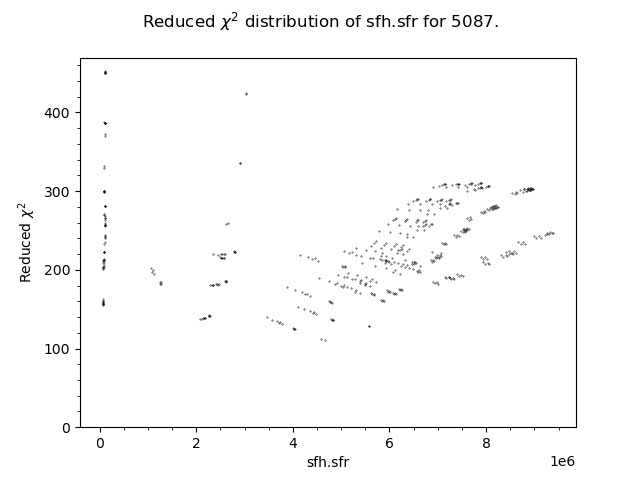 Reduced χ² distribution of sfh.sfr for 5087.
400
300
200
100
0
Reduced χ²
0 2 4 6 8
1e6
sfh.sfr